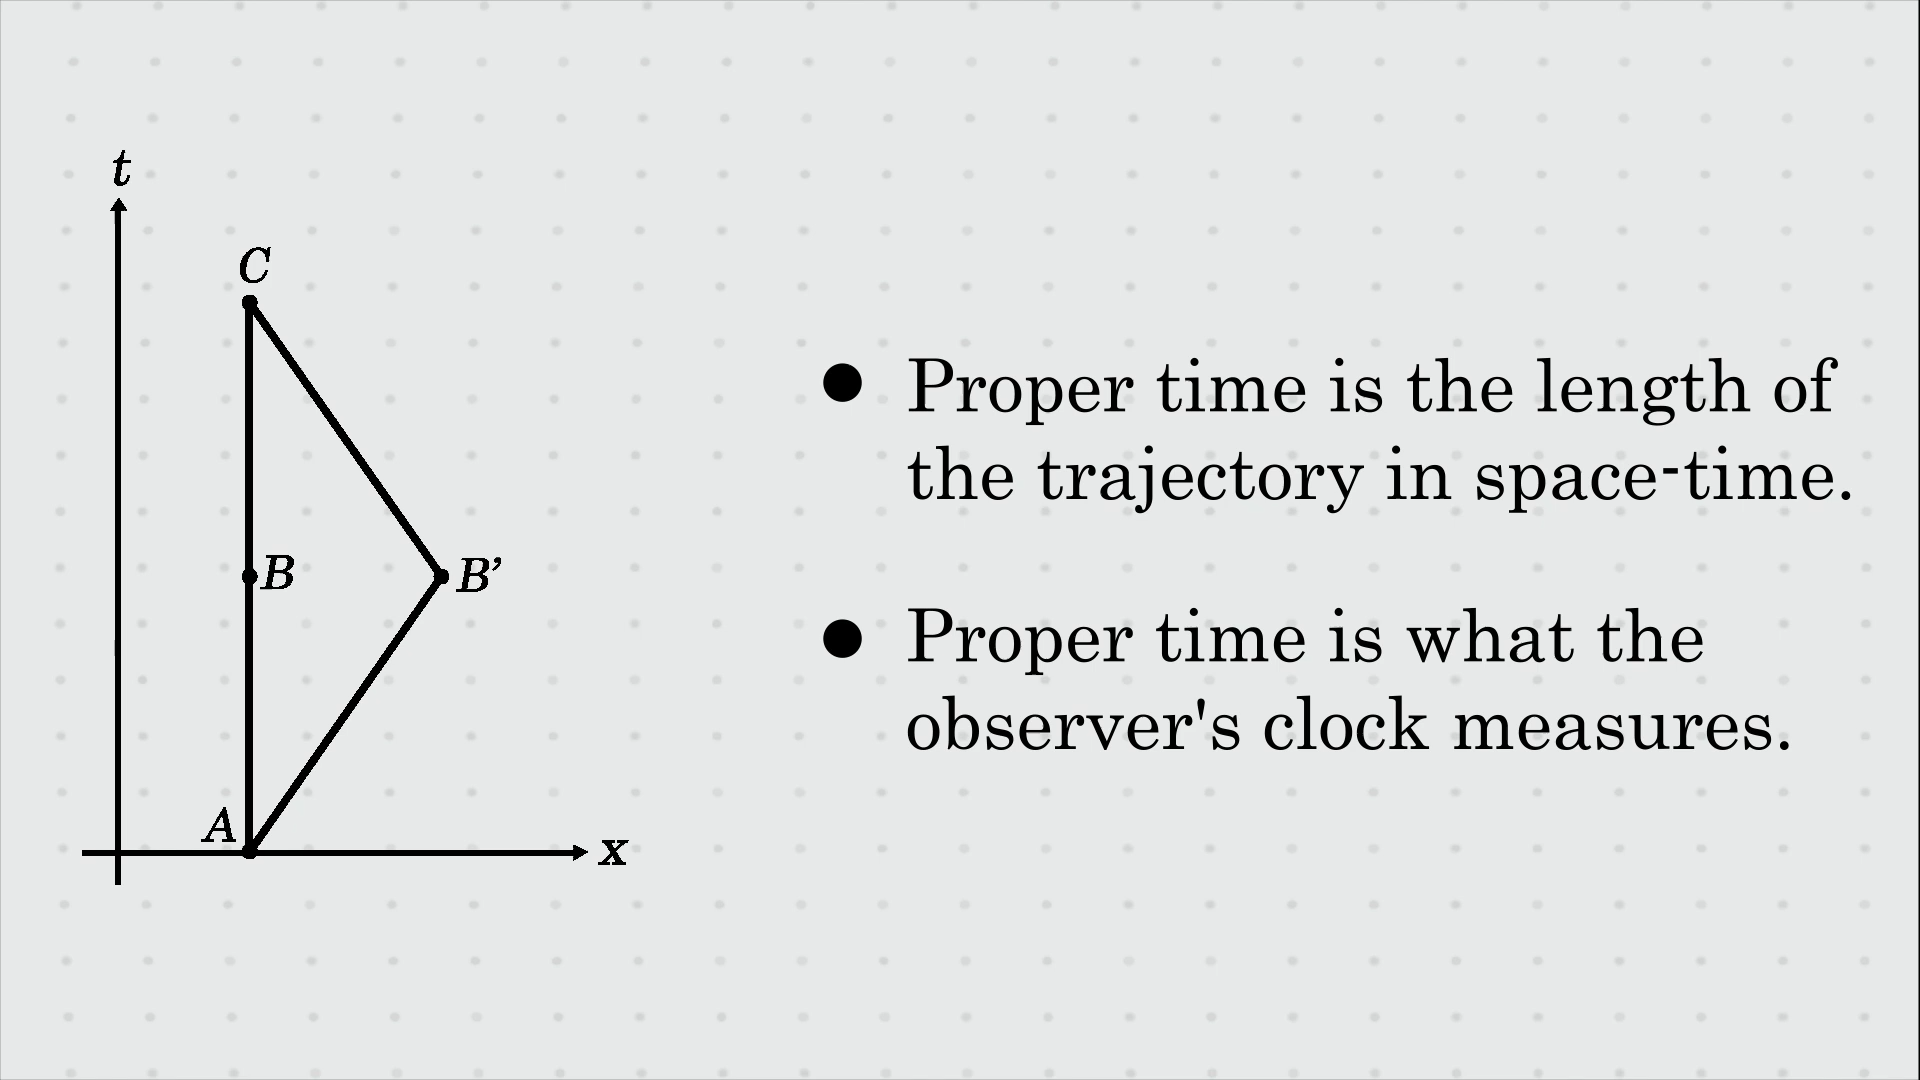 t
C
B
B’
A
x
● Proper time is the length of
the trajectory in space-time.
● Proper time is what the
observer's clock measures.